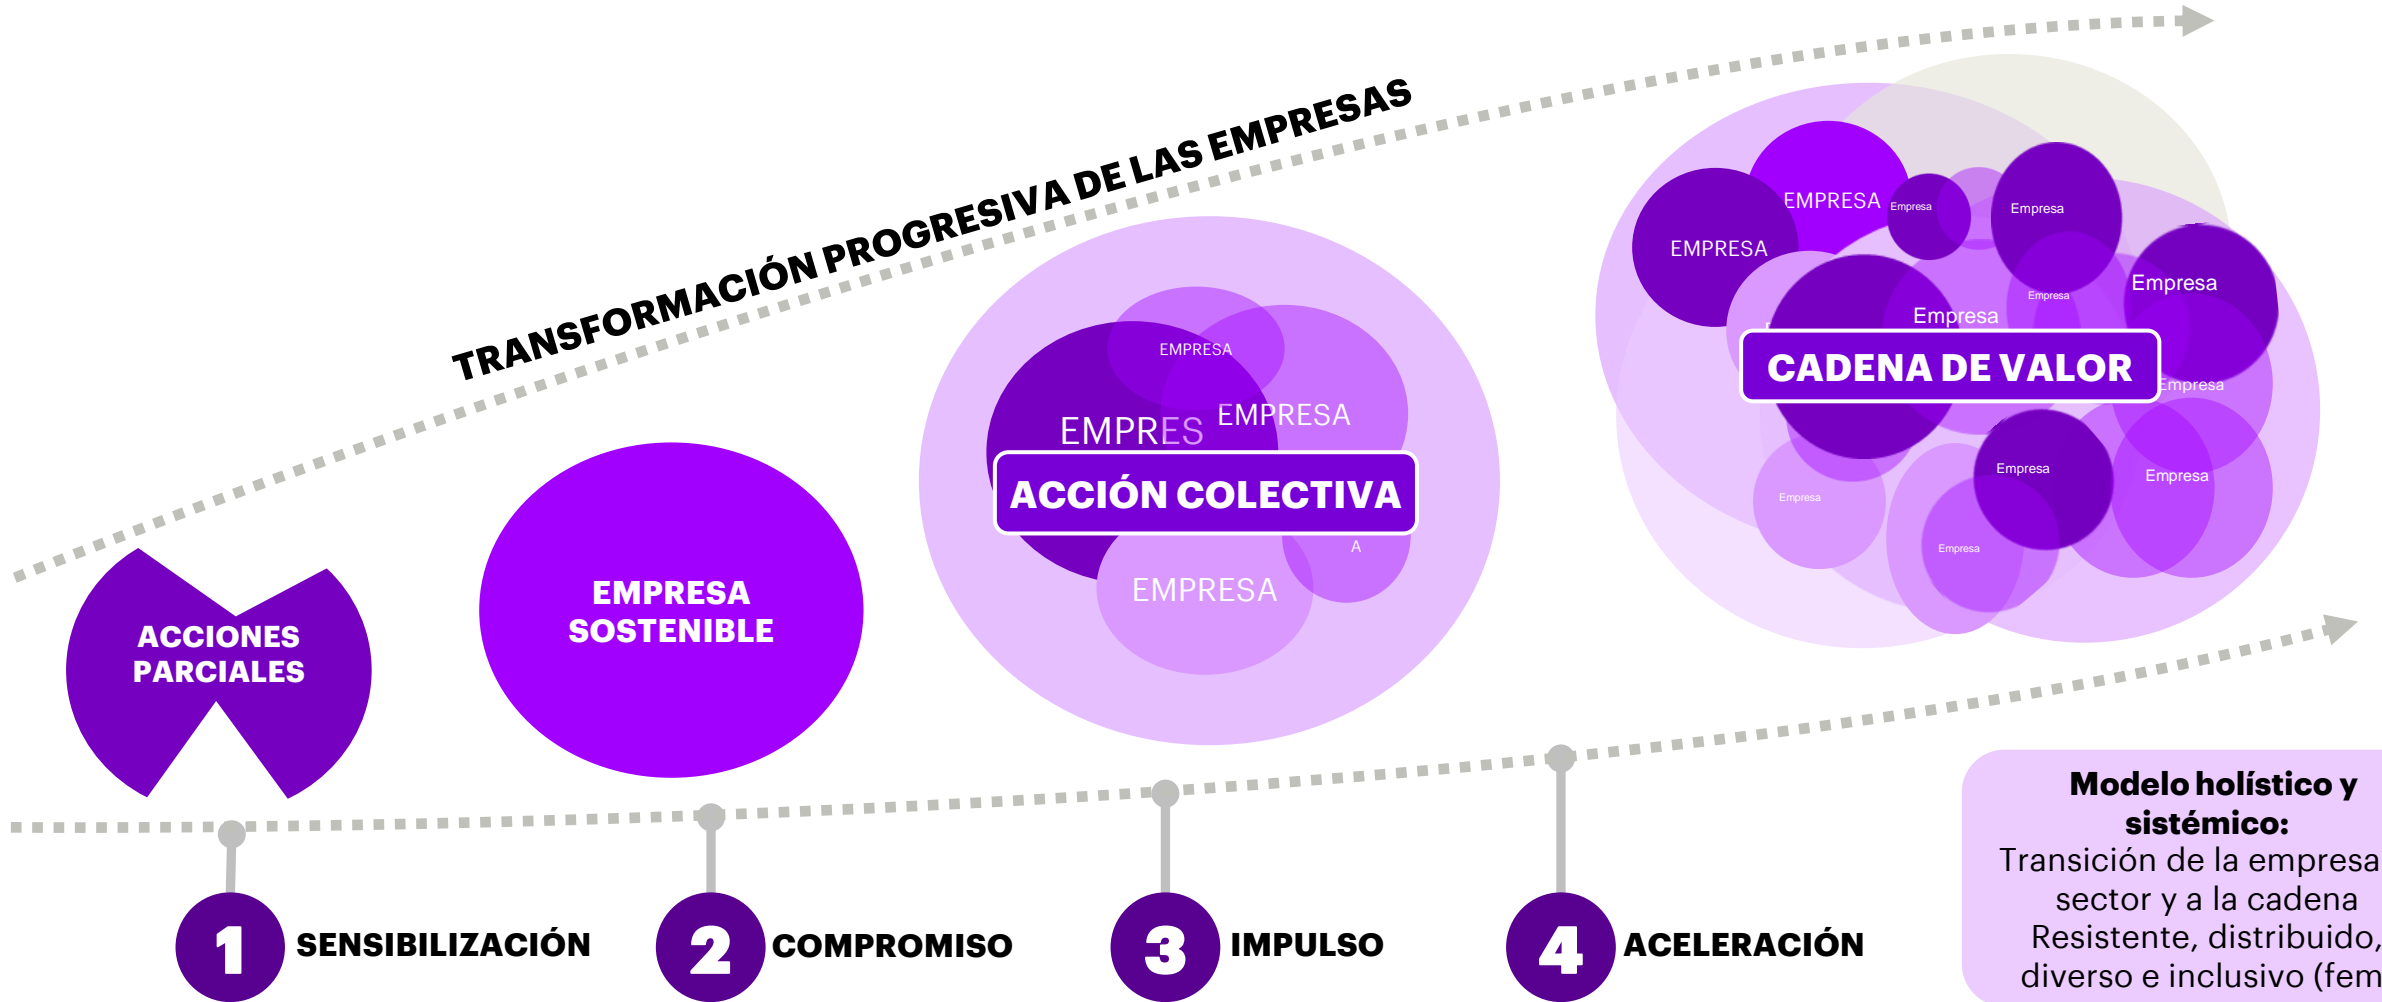 TRANSFORMACIÓN PROGRESIVA DE LAS EMPRESAS
ACCIONES
PARCIALES
EMPRESA
SOSTENIBLE
EMPRESA
EMPRES
EMPRESA
ACCIÓN COLECTIVA
A
EMPRESA
EMPRESA
EMPRESA
Empresa
Empresa
Empresa
Empresa
Empresa
CADENA DE VALOR
Empresa
Empresa
Empresa
Empresa
Empresa
1 SENSIBILIZACIÓN
2 COMPROMISO
3 IMPULSO
4 ACELERACIÓN
Modelo holístico y
sistémico:
Transición de la empresa
sector y a la cadena
Resistente, distribuido,
diverso e inclusivo (fem